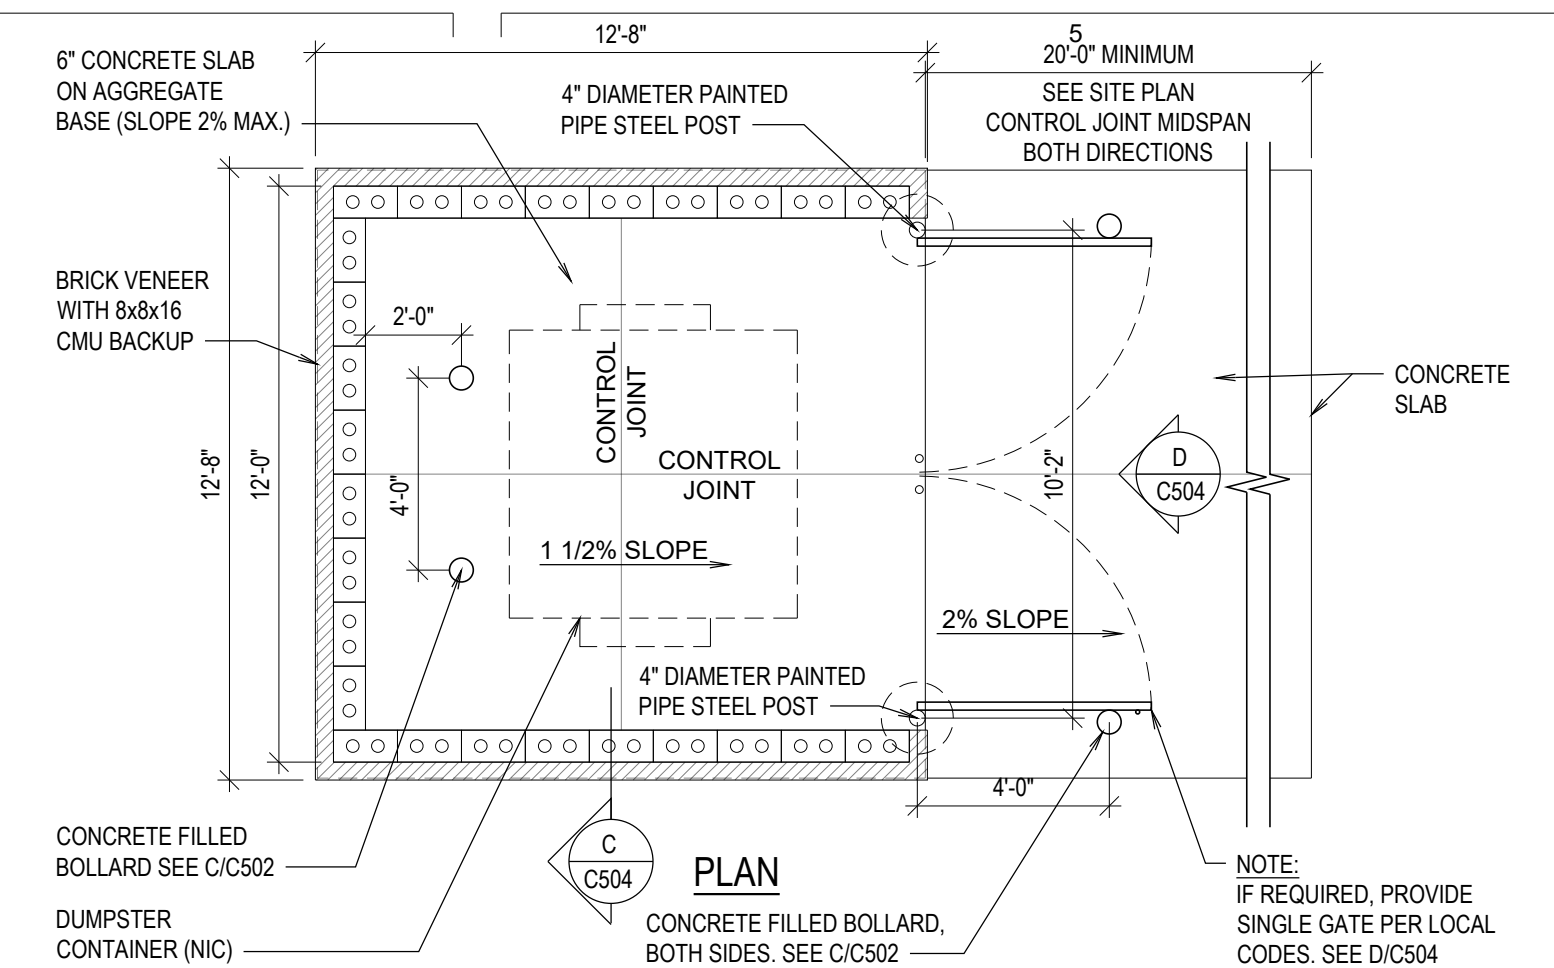 12'-8"
5
20'-0" MINIMUM
SEE SITE PLAN
CONTROL JOINT MIDSPAN
BOTH DIRECTIONS
6" CONCRETE SLAB
ON AGGREGATE
BASE (SLOPE 2% MAX.)
4" DIAMETER PAINTED
PIPE STEEL POST
BRICK VENEER
WITH 8x8x16
CMU BACKUP
2'-0"
12'-8"
12'-0"
4'-0"
CONTROL
JOINT
CONTROL
JOINT
10'-2"
D
C504
CONCRETE
SLAB
1 1/2% SLOPE
2% SLOPE
4" DIAMETER PAINTED
PIPE STEEL POST
4'-0"
CONCRETE FILLED
BOLLARD SEE C/C502
C
C504
PLAN
DUMPSTER
CONTAINER (NIC)
CONCRETE FILLED BOLLARD,
BOTH SIDES. SEE C/C502
NOTE:
IF REQUIRED, PROVIDE
SINGLE GATE PER LOCAL
CODES. SEE D/C504